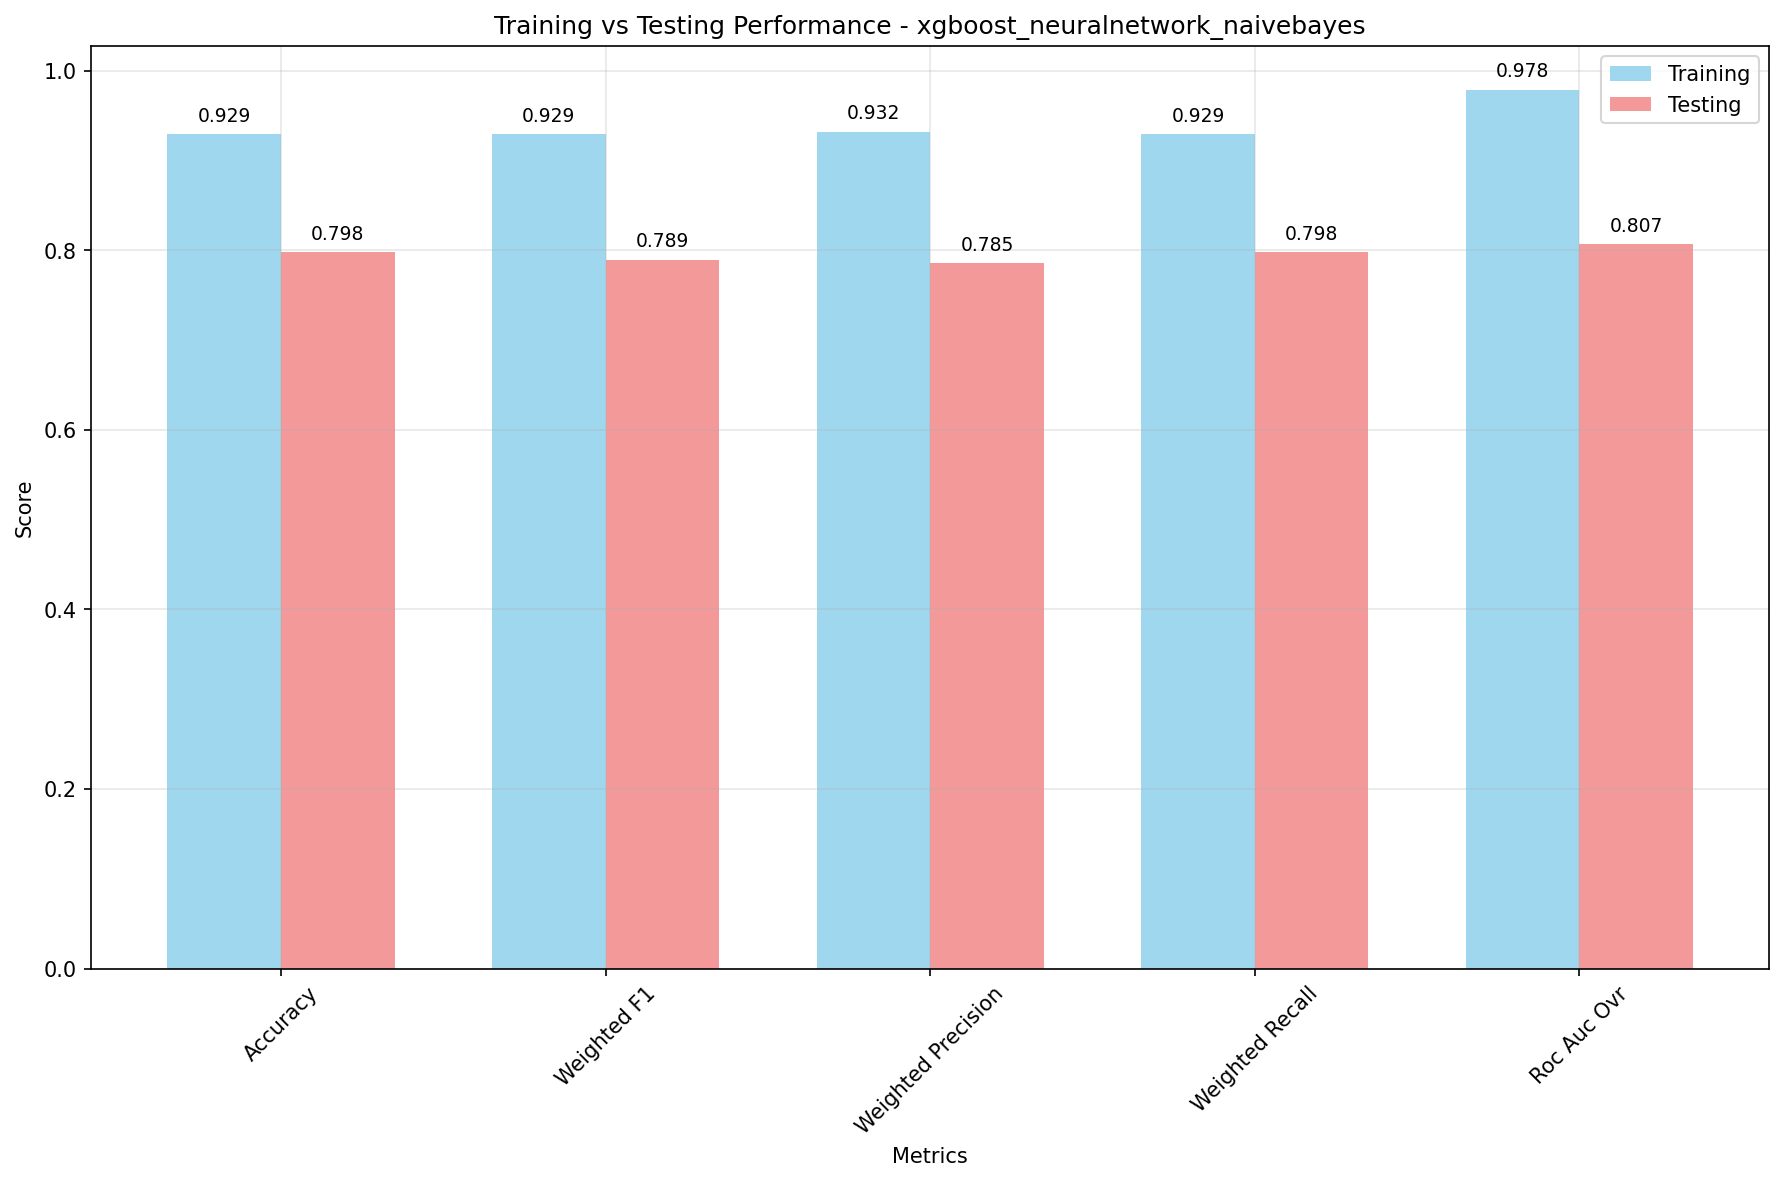 Training vs Testing Performance - xgboost_neuralnetwork_naivebayes
Training
Testing
Score
1.0
0.8
0.6
0.4
0.2
0.0
0.929
0.798
0.929
0.789
0.932
0.785
0.929
0.798
0.978
0.807
Accuracy
Weighted F1
Weighted Precision
Weighted Recall
Roc Auc Ovr
Metrics